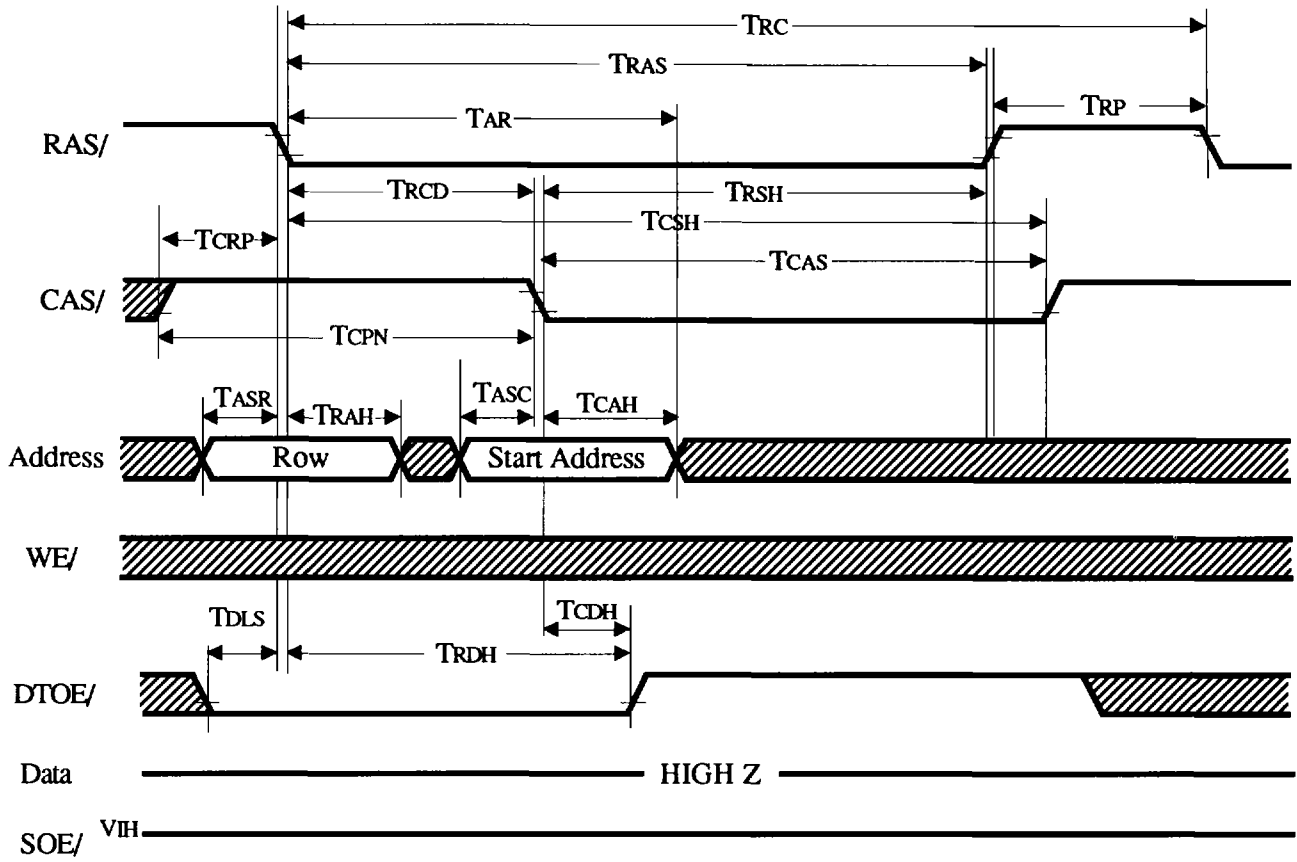 TRC
TRAS
TAR
TRP
RAS/
TRCD
TRSH
TCSH
TCRP
TCAS
CAS/
TCPN
TASR
TRAH
TASC
TCAH
Address
Row
Start Address
WE/
TDLS
TCDH
TRDH
DTOE/
Data
HIGH Z
SOE/ VIH